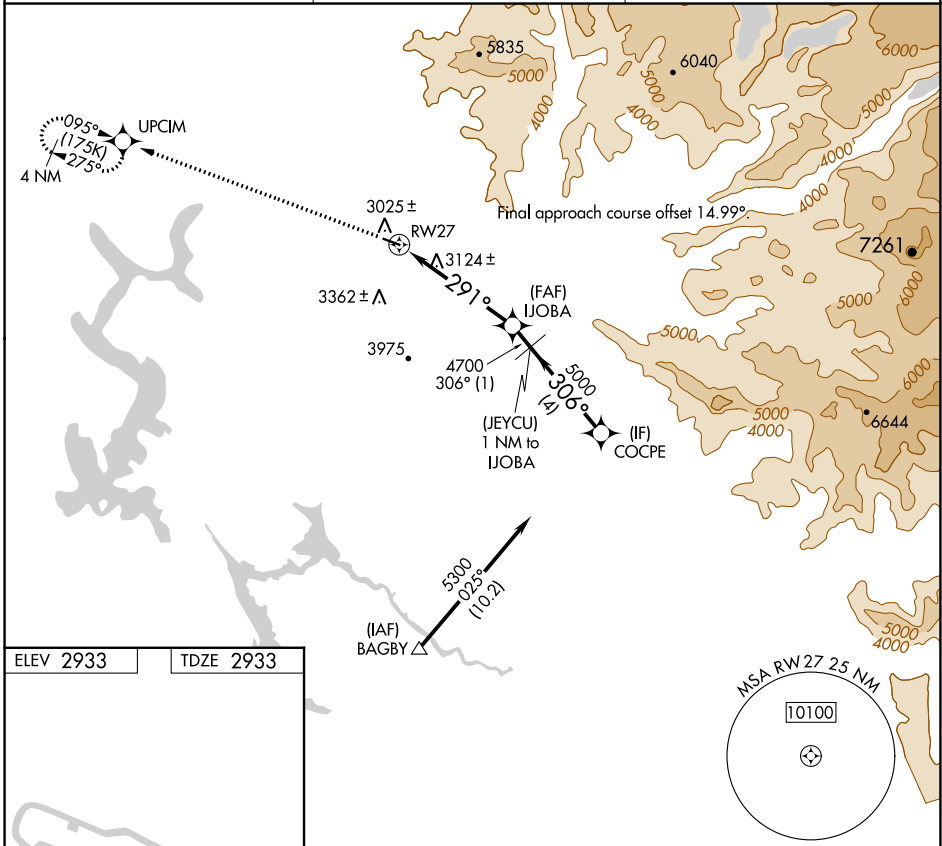 5835
6040
6000
5000
5000
4000
4000
5000
4000
4000
095°
(175K)
275°
4 NM
UPCIM
3025 ±
RW27
Final approach course offset 14.99°.
7261
3124 ±
291°
3362 ±
(FAF)
IJOBA
5000
6000
5000
3975
4700
306° (1)
5000
306°
(4)
(JEYCU)
1 NM to
IJOBA
(IF)
COCPE
6000
5000
4000
6644
5300
025°
(10.2)
(IAF)
BAGBY
5000
4000
ELEV 2933
TDZE 2933
MSA RW27 25 NM
10100